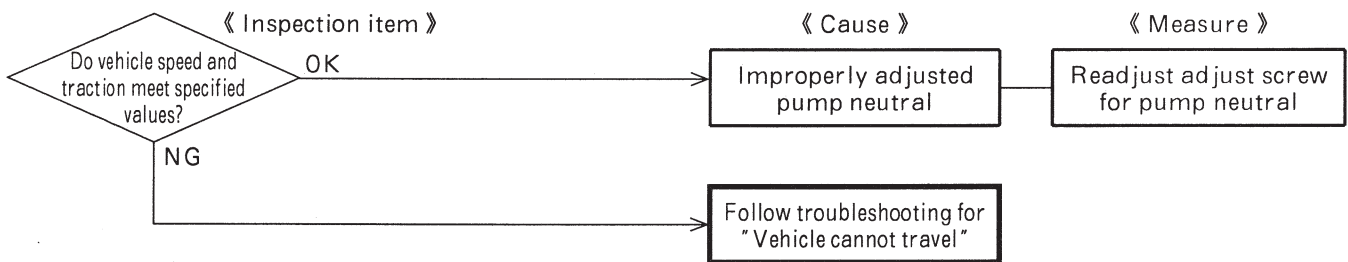 《 Inspection item 》
《 Cause 》
《 Measure 》
Do vehicle speed and
traction meet specified
values?
OK
Improperly adjusted
pump neutral
Readjust adjust screw
for pump neutral
NG
Follow troubleshooting for
"Vehicle cannot travel"